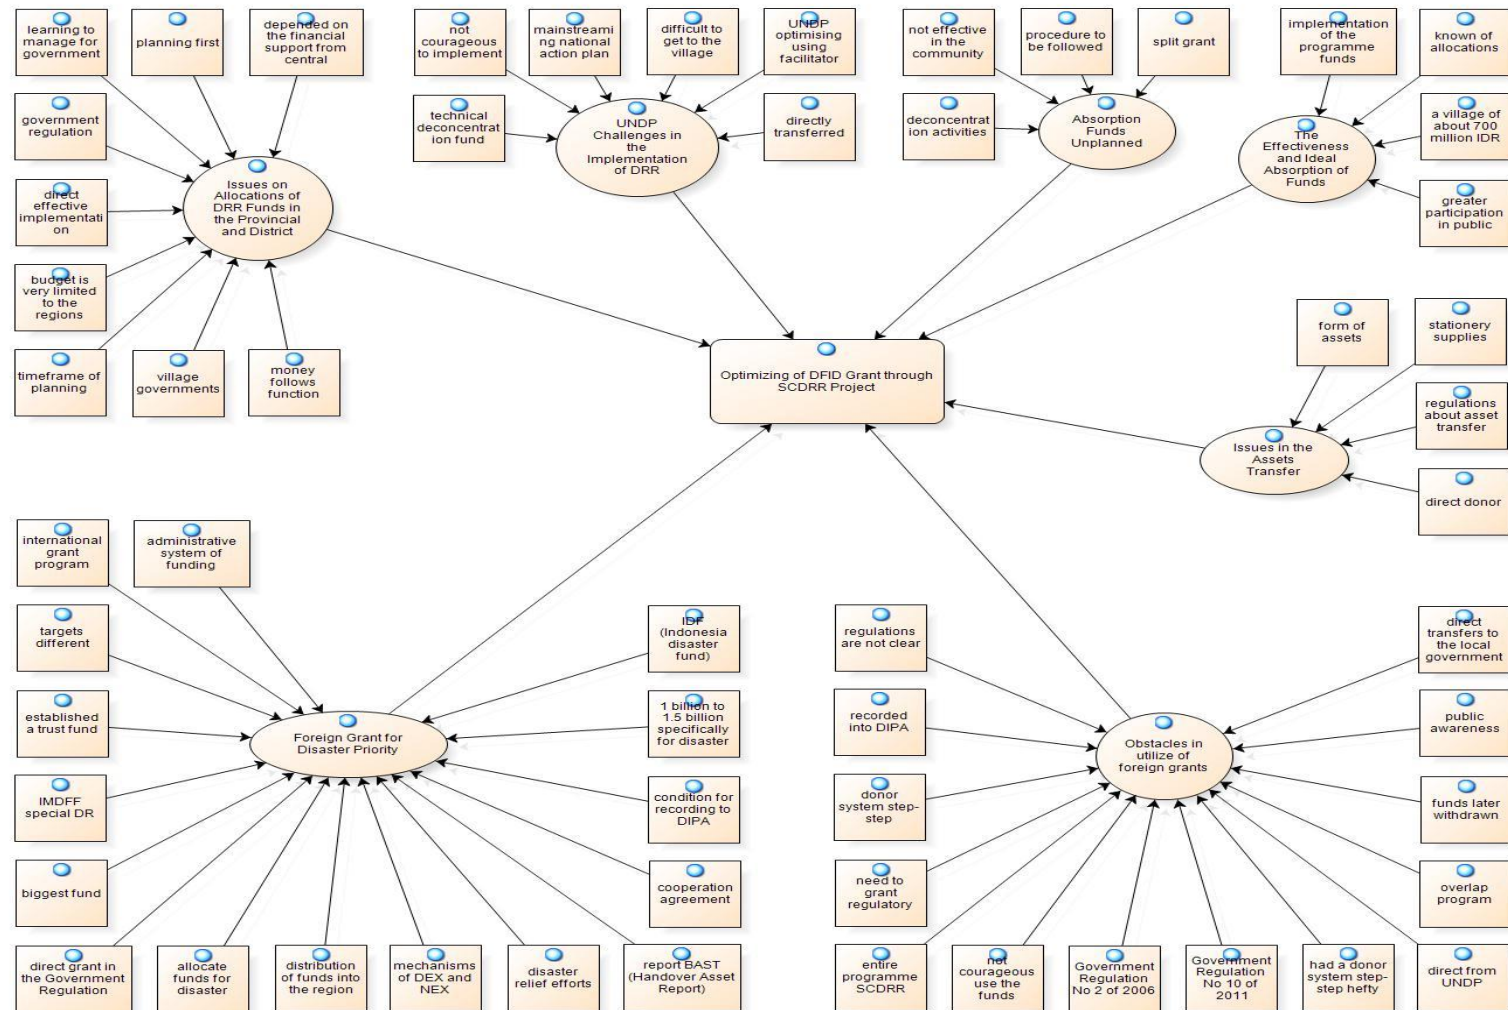 learning to
manage for
government
planning first
depended on
the financial
support from
central
government
regulation
direct
effective
implementati
on
budget is
very limited
to the
regions
timeframe of
planning
village
governments
money
follows
function
Issues on
Allocations of
DRR Funds in
the Provincial
and District
not
courageous
to implement
mainstreami
ng national
action plan
difficult to
get to the
village
UNDP
optimising
using
facilitator
technical
deconcentrat
ion fund
directly
transferred
UNDP
Challenges in
the
Implementation
of DRR
not effective
in the
community
procedure to
be followed
split grant
deconcentrat
ion activities
Absorption
Funds
Unplanned
implementation
of the
programme
funds
known of
allocations
a village of
about 700
million IDR
greater
participation
in public
The
Effectiveness
and Ideal
Absorption of
Funds
Optimizing of DFID Grant through
SCDRR Project
form of
assets
stationery
supplies
regulations
about asset
transfer
direct donor
Issues in the
Assets
Transfer
international
grant
program
administrative
system of
funding
targets
different
established
a trust fund
IMDFF
special DR
biggest fund
direct grant in
the Government
Regulation
allocate
funds for
disaster
distribution
of funds into
the region
mechanisms
of DEX and
NEX
disaster
relief efforts
report BAST
(Handover Asset
Report)
cooperation
agreement
condition for
recording to
DIPA
1 billion to
1.5 billion
specifically
for disaster
IDF
(Indonesia
disaster
fund)
Foreign Grant for
Disaster Priority
regulations
are not clear
recorded
into DIPA
donor
system step-
step
need to
grant
regulatory
entire
programme
SCDRR
not
courageous
use the
funds
Government
Regulation
No 2 of 2006
Government
Regulation
No 10 of
2011
had a donor
system step-
step hefty
direct from
UNDP
overlap
program
funds later
withdrawn
public
awareness
direct
transfers to
the local
government
Obstacles in
utilize of
foreign grants